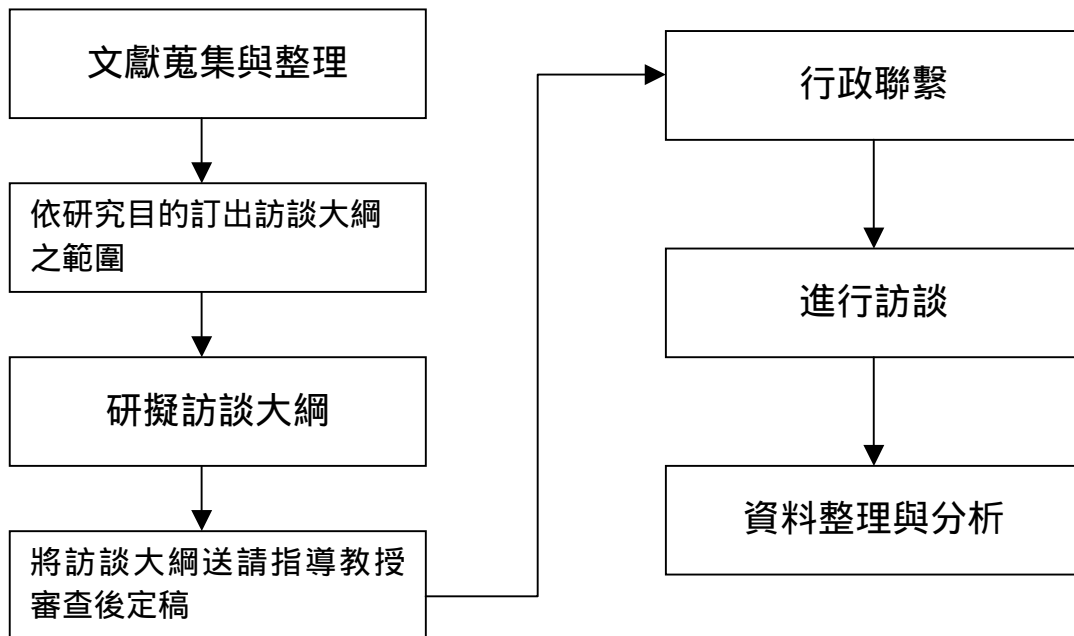 文獻蒐集與整理
依研究目的訂出訪談大綱
之範圍
研擬訪談大綱
將訪談大綱送請指導教授
審查後定稿
行政聯繫
進行訪談
資料整理與分析